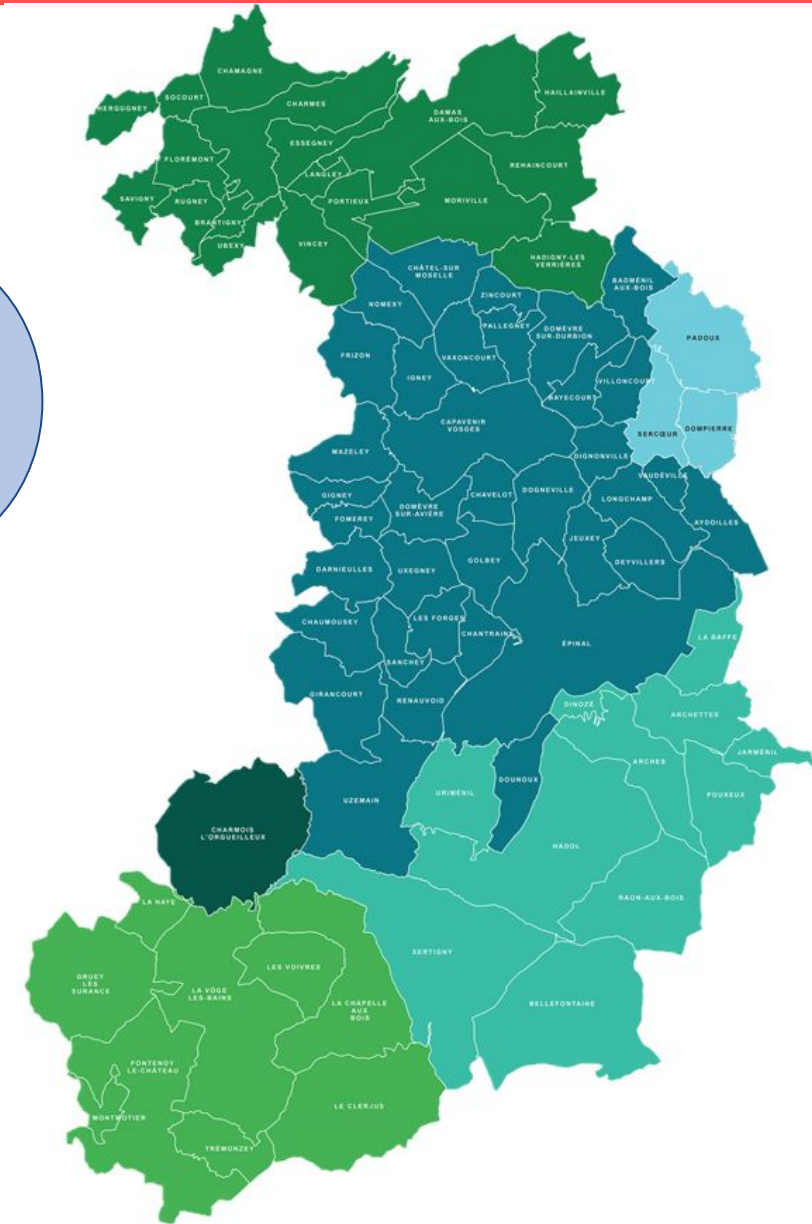 CHAMAGNE
HAILLAINVILLE
SOCOURT
CHARMES
HERGUGNEY
DAMAS
AUX-BOIS
ESSEGNEY
FLORÉMONT
REHAINCOURT
LANGLEY
SAVIGNY
RUGNEY
PORTIEUX
MORIVILLE
BRANTIGNY
UBEXY
VINCEY
HADIGNY-LES
VERRIÈRES
CHÂTEL-SUR
MOSELLE
BADMÉNIL
AUX-BOIS
ZINCOURT
NOMEXY
PALLEGNEY
DOMÈVRE
SUR-DURBION
PADOUX
FRIZON
VAXONCOURT
IGNEY
VILLONCOURT
BAYECOURT
CAPAVENIR
VOSGES
SERCŒUR
DOMPIERRE
MAZELEY
DIGNONVILLE
VAUDÉVILLE
GIGNEY
CHAVELOT
DOGNEVILLE
LONGCHAMP
DOMÈVRE
SUR-AVIÈRE
FOMEREY
AYDOILLES
JEUXEY
GOLBEY
DEYVILLERS
DARNIEULLES
UXEGNEY
CHAUMOUSEY
LES FORGES
CHANTRAINE
LA BAFFE
ÉPINAL
SANCHEY
GIRANCOURT
RENAUVOID
DINOZÉ
ARCHETTES
JARMÉNIL
ARCHES
DOUNOUX
URIMÉNIL
POUXEUX
UZEMAIN
CHARMOIS
L'ORGUEILLEUX
HADOL
RAON-AUX-BOIS
LA HAYE
XERTIGNY
LES VOIVRES
GRUEY
LÈS
SURANCE
LA VÔGE
LES-BAINS
LA CHAPELLE
AUX
BOIS
BELLEFONTAINE
FONTENOY
LE-CHÂTEAU
LE CLERJUS
MONTMOTIER
TRÉMONZEY